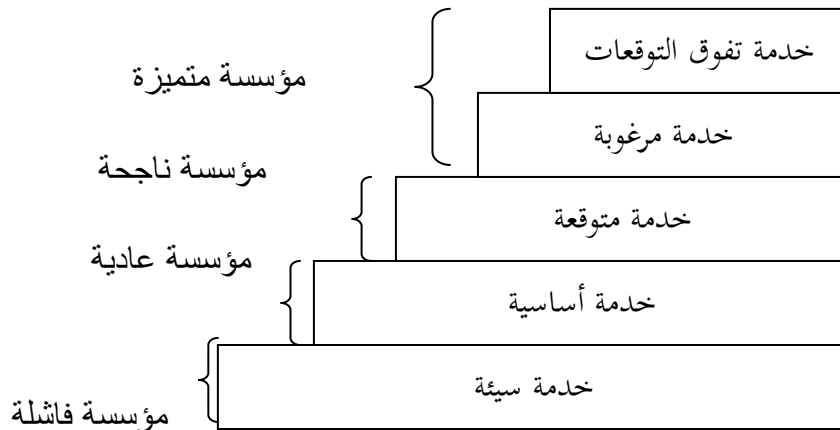 خدمة تفوق التوقعات
مؤسسة متميزة
خدمة مرغوبة
مؤسسة ناجحة
خدمة متوقعة
مؤسسة عادية
خدمة أساسية
خدمة سيئة
مؤسسة فاشلة